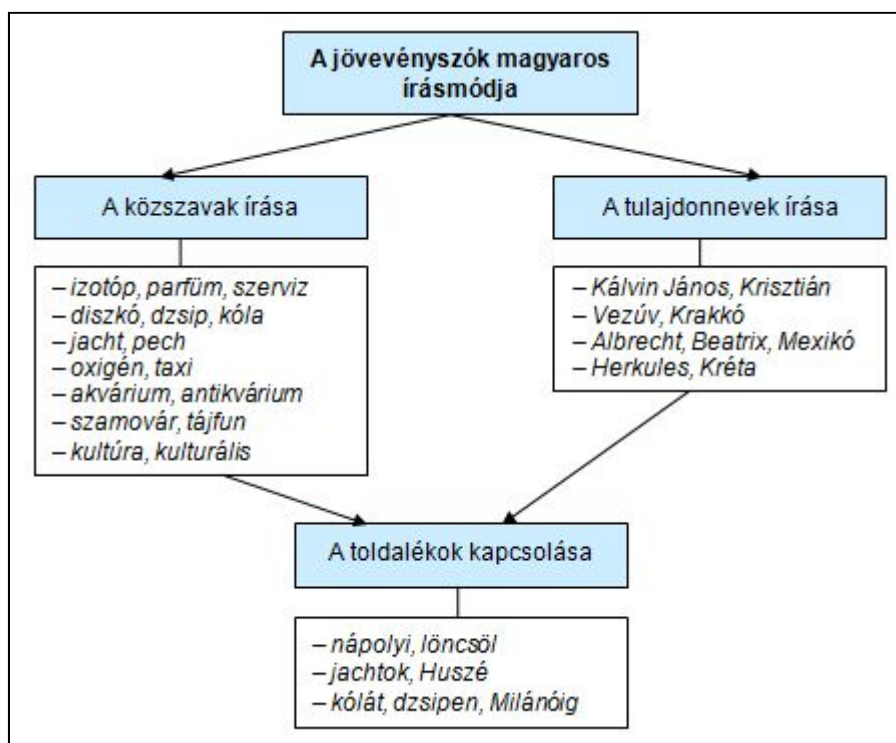 A jövevényszók magyaros
írásmódja
A közszavak írása
– izotóp, parfüm, szerviz
– diszkó, dzsip, kóla
– jacht, pech
– oxigén, taxi
– akvárium, antikvárium
– szamovár, tájfun
– kultúra, kulturális
A tulajdonnevek írása
– Kálvin János, Krisztián
– Vezúv, Krakkó
– Albrecht, Beatrix, Mexikó
– Herkules, Kréta
A toldalékok kapcsolása
– nápolyi, löncsöl
– jachtok, Huszé
– kólát, dzsipen, Milánóig